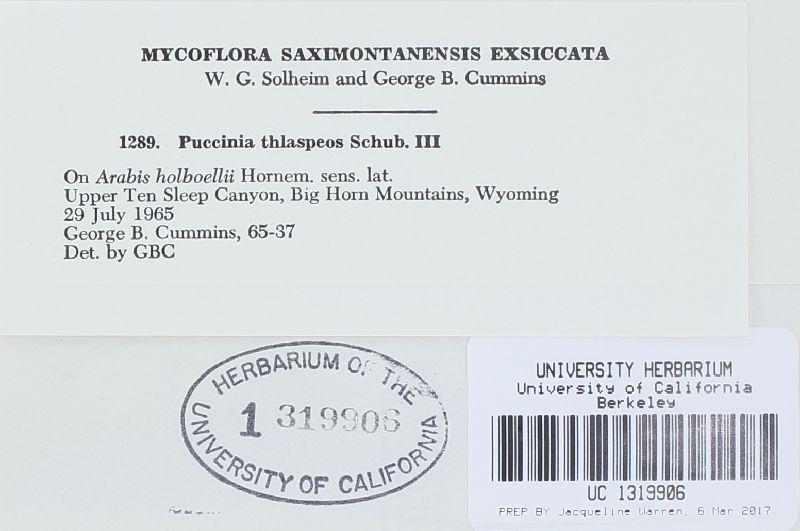 MYCOFLORA SAXIMONTANENSIS EXSICCATA
W. G. Solheim and George B. Cummins
1289. Puccinia thlaspeos Schub. III
On Arabis holboellii Hornem. sens. lat.
Upper Ten Sleep Canyon, Big Horn Mountains, Wyoming
29 July 1965
George B. Cummins, 65-37
Det. by GBC
HERBARIUM OF THE
1 319906
UNIVERSITY OF CALIFORNIA
UNIVERSITY HERBARIUM
University of California
Berkeley
UC 1319906
PREP BY Jacqueline Warren, 6 Mar 2017